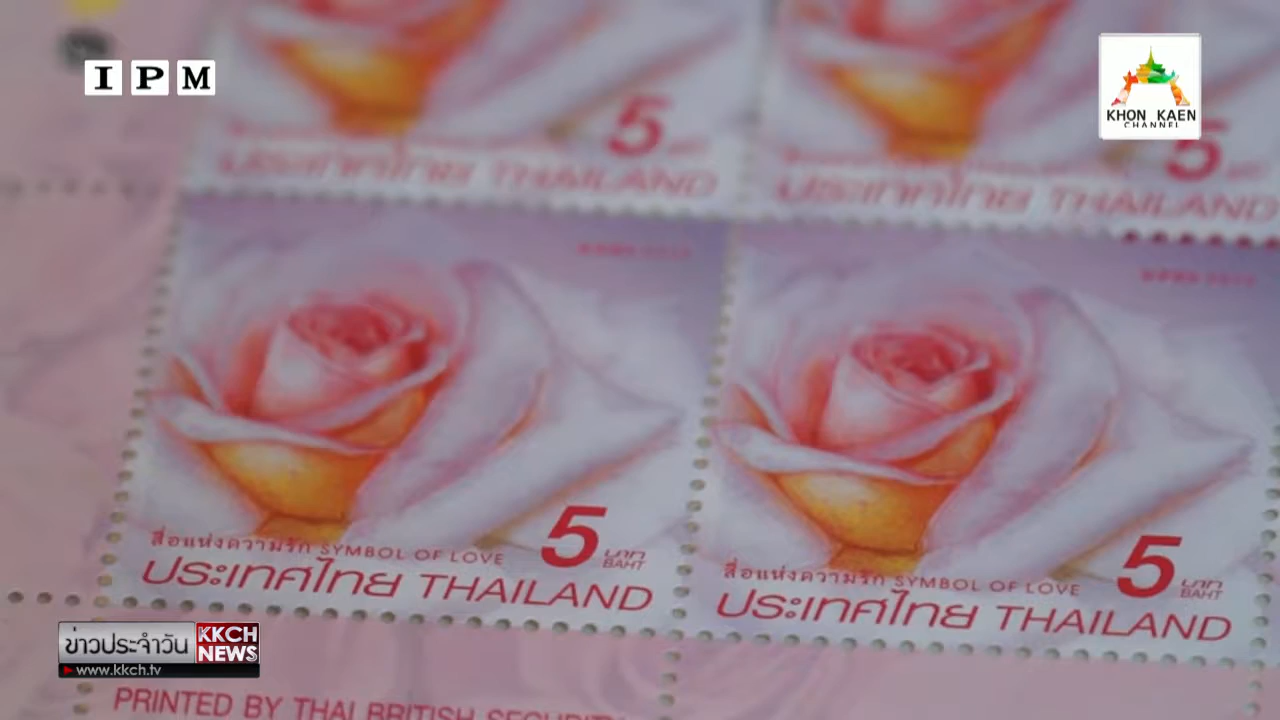 IPM
KHON KAEN
CHANNEL
5
ประเทศไทย THAILAND
5
ประเทศไทย THAILAND
สื่อแห่งความรัก SYMBOL OF LOVE
5 บาท
BAHT
ประเทศไทย THAILAND
สื่อแห่งความรัก SYMBOL OF LOVE
5 บาท
BAHT
ประเทศไทย THAILAND
ข่าวประจำวัน KKCH NEWS
www.kkch.tv
PRINTED BY THAI BRITISH SECURITY